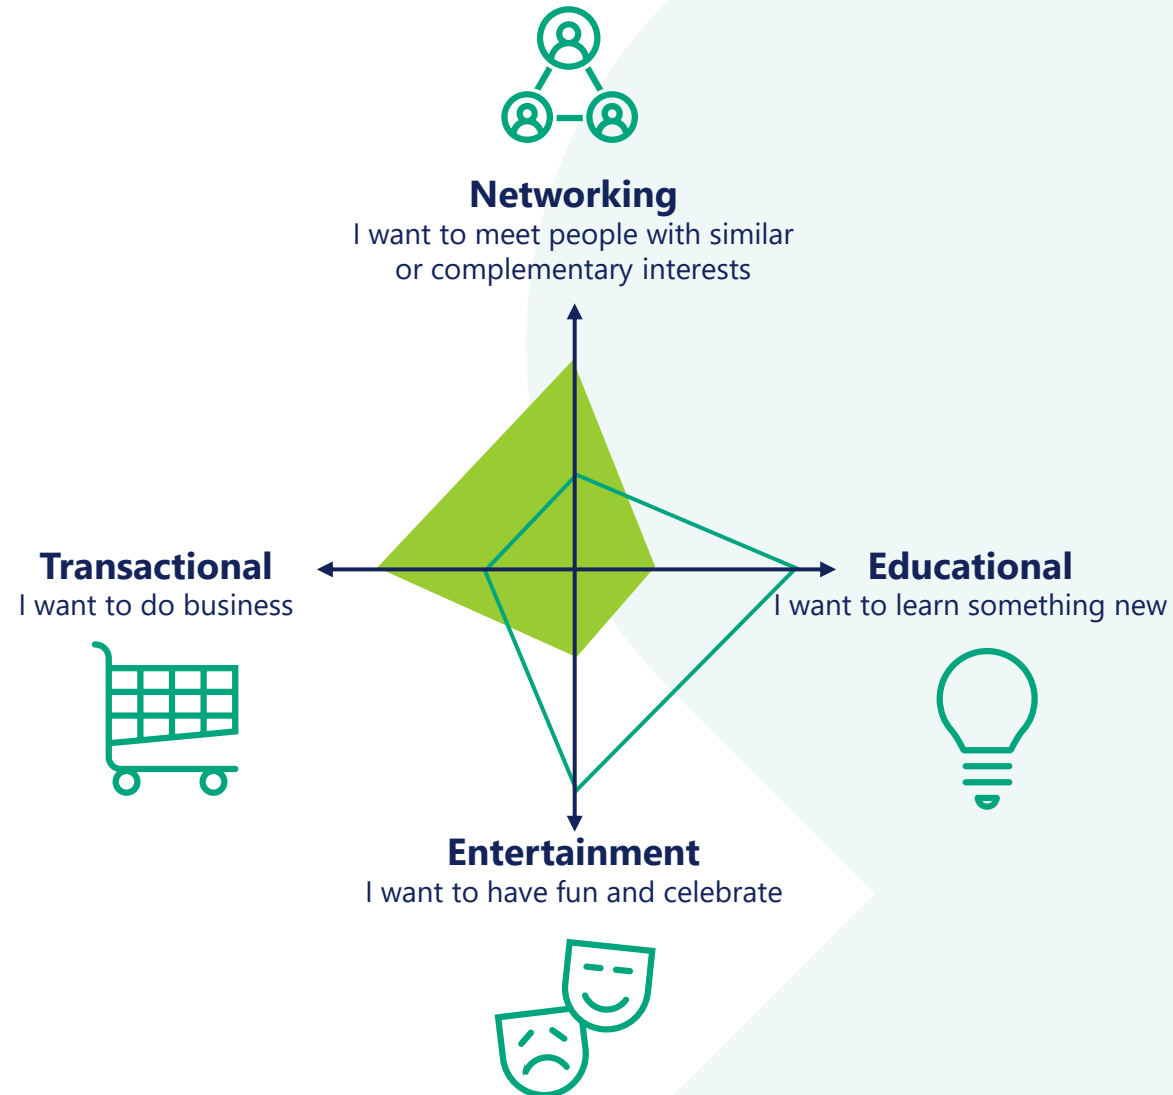 Networking
I want to meet people with similar
or complementary interests
Transactional
I want to do business
Educational
I want to learn something new
Entertainment
I want to have fun and celebrate